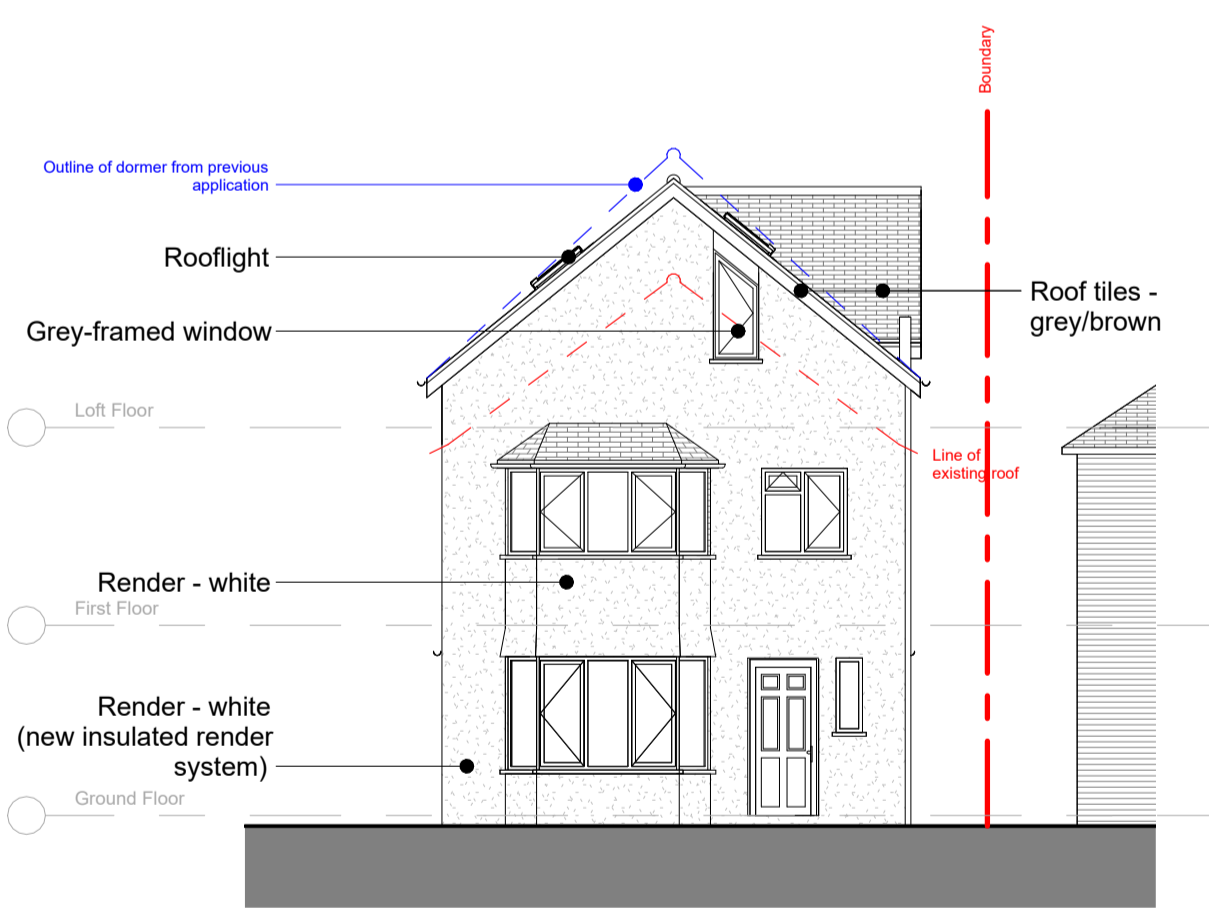 Boundary
Outline of dormer from previous
application
Rooflight
Grey-framed window
Roof tiles -
grey/brown
Loft Floor
Line of
existing roof
Render - white
First Floor
Render - white
(new insulated render
system)
Ground Floor